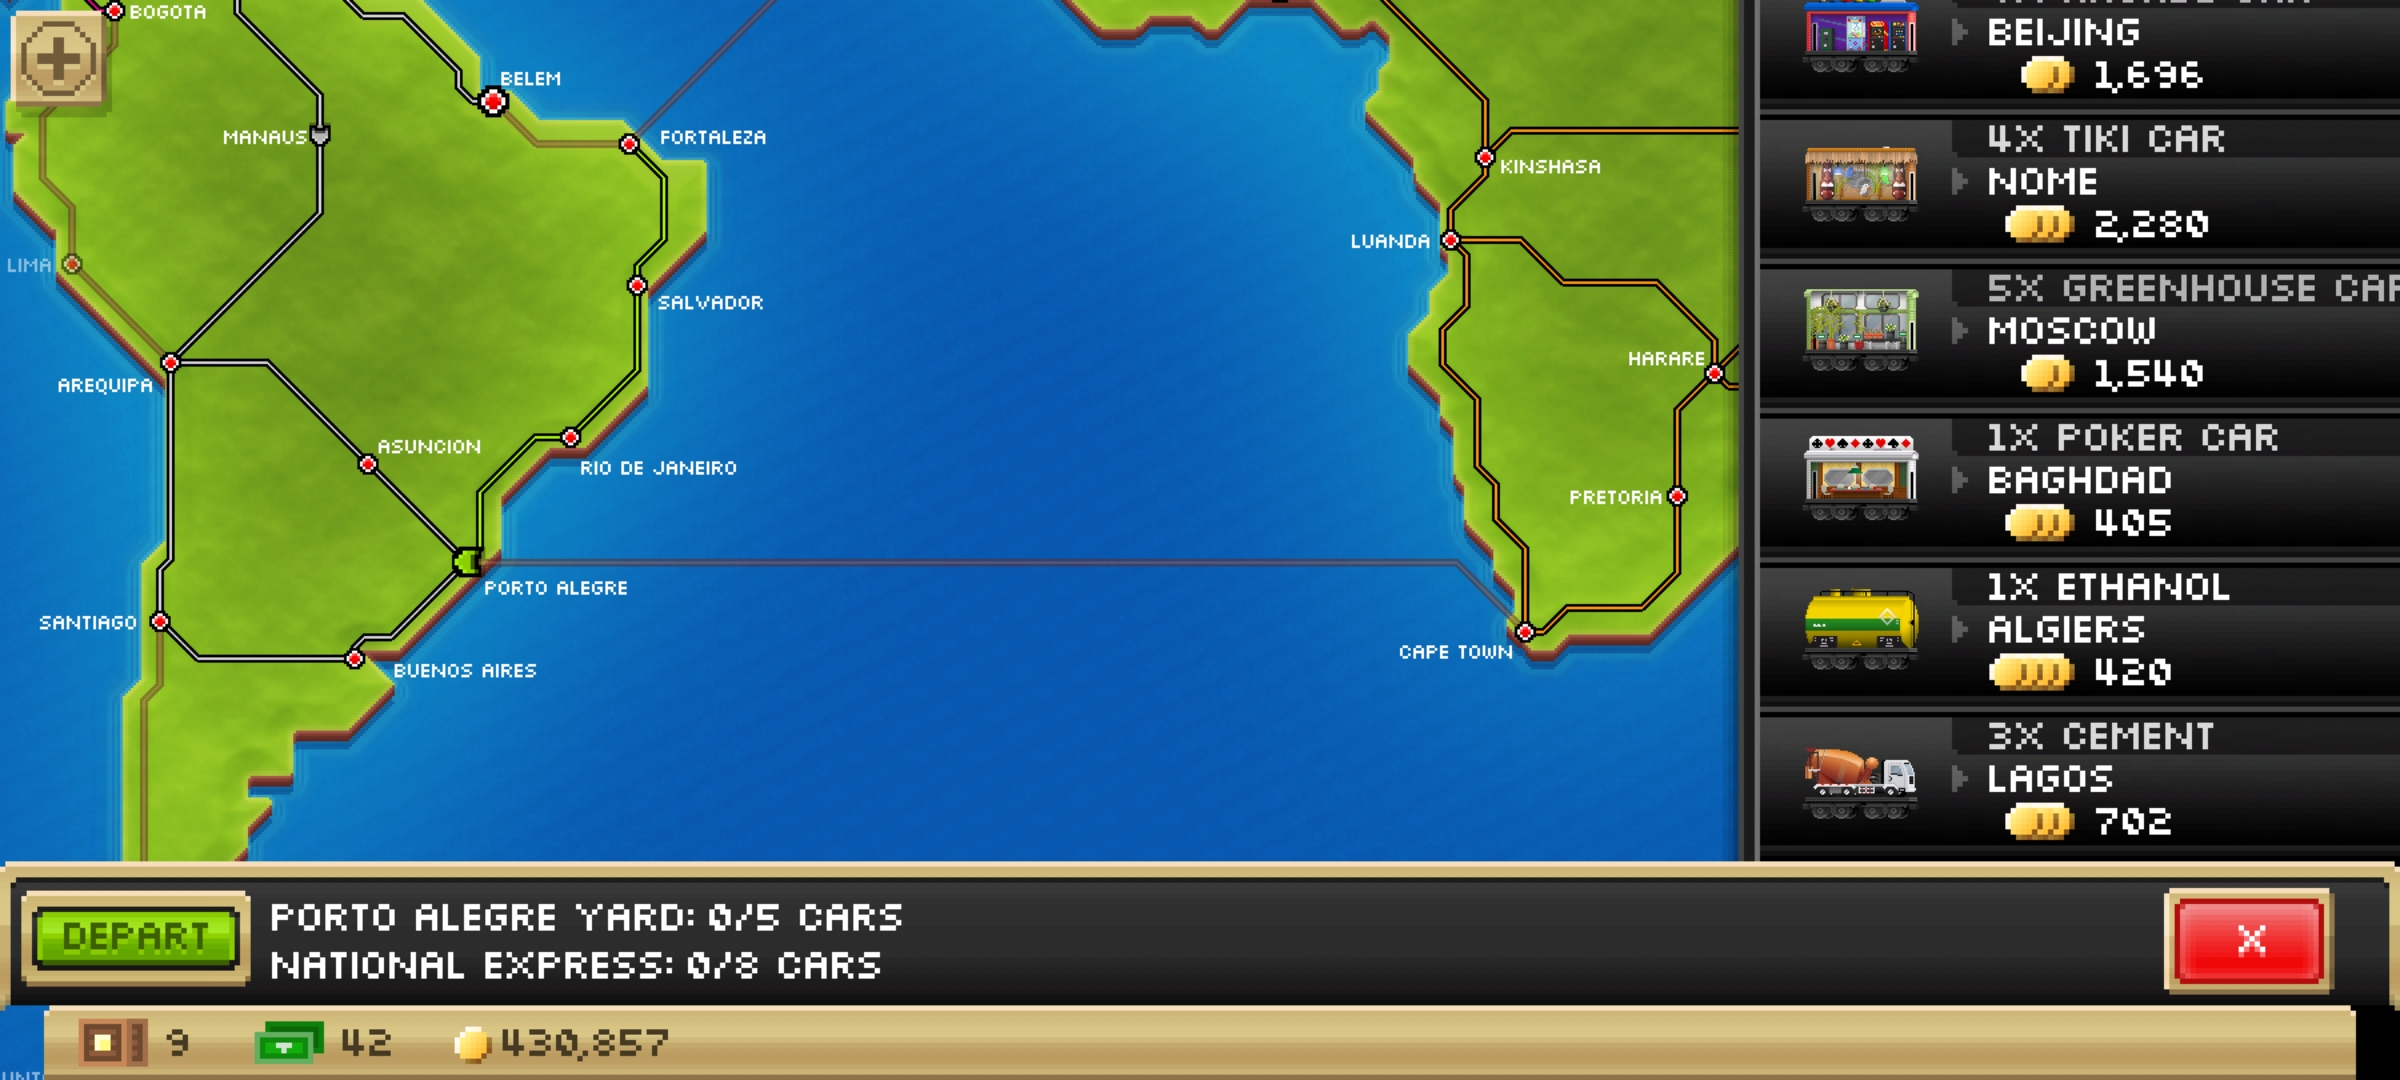 BOGOTA
BELEM
MANAUS
FORTALEZA
KINSHASA
LIMA
LUANDA
SALVADOR
HARARE
AREQUIPA
ASUNCION
RIO DE JANEIRO
PRETORIA
PORTO ALEGRE
SANTIAGO
CAPE TOWN
BUENOS AIRES
BEIJING
1,696
4X TIKI CAR
NOME
2,280
5X GREENHOUSE CAR
MOSCOW
1,540
1X POKER CAR
BAGHDAD
405
1X ETHANOL
ALGIERS
420
3X CEMENT
LAGOS
702
DEPART
PORTO ALEGRE YARD: 0/5 CARS
NATIONAL EXPRESS: 0/8 CARS
X
9
42
430,857